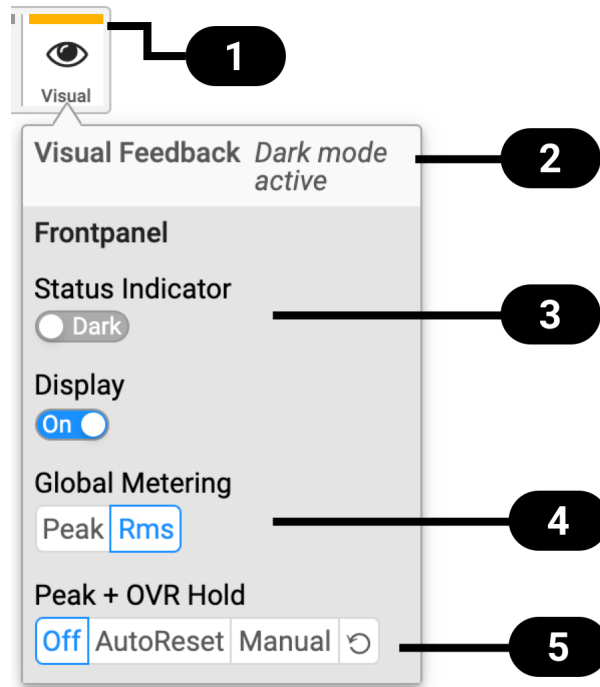 1
Visual
Visual Feedback Dark mode
active
2
Frontpanel
Status Indicator
Dark
3
Display
On
Global Metering
Peak Rms
4
Peak + OVR Hold
Off AutoReset Manual
5